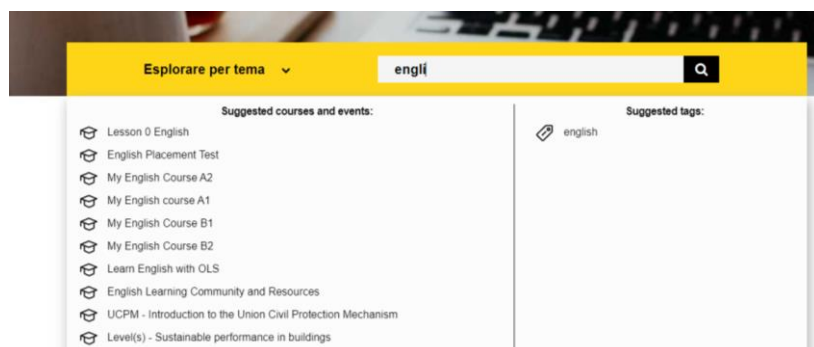 Esplorare per tema
engli
Suggested courses and events:
Lesson 0 English
English Placement Test
My English Course A2
My English course A1
My English Course B1
My English Course B2
Learn English with OLS
English Learning Community and Resources
UCPM - Introduction to the Union Civil Protection Mechanism
Level(s) - Sustainable performance in buildings
Suggested tags:
english